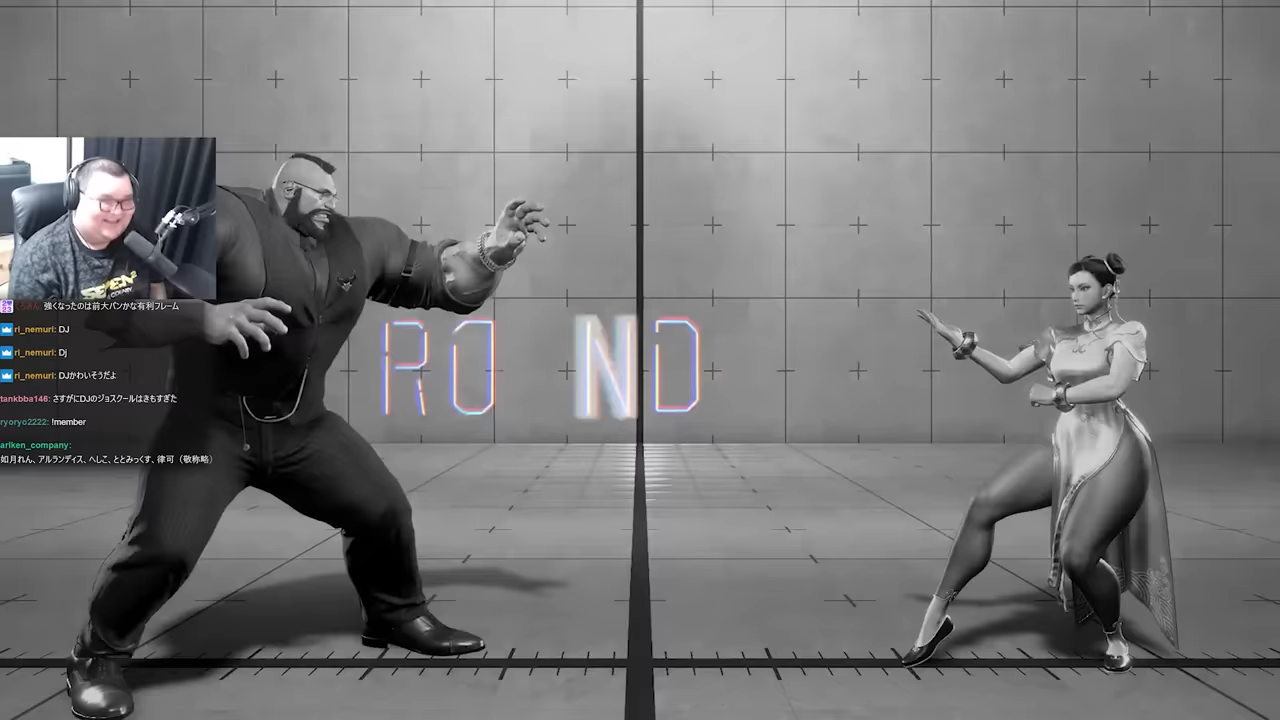 RO ND
SE7EN²
強くなったのは前大パンかな有利フレーム
ri_nemuri: DJ
ri_nemuri: Dj
ri_nemuri: DJかわいそうだよ
tankbba146: さすがにDJのジョスクールはきもすぎた
ryoryo2222: !member
arlken_company:
如月れん、アルランディス、へしこ、ととみっくす、律可（敬称略）